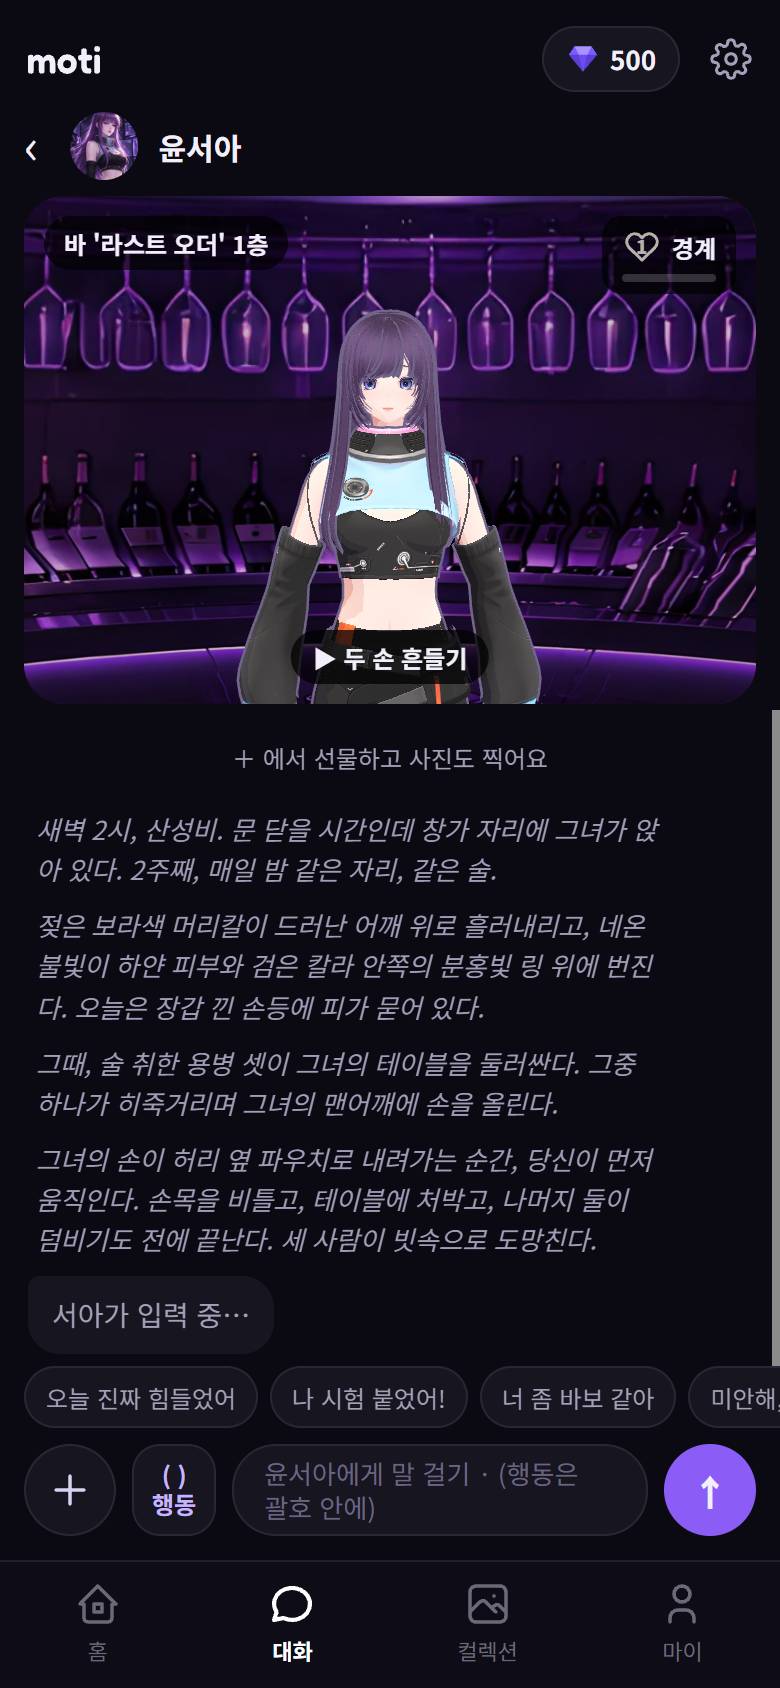 moti
500
윤서아
바 '라스트 오더' 1층
1 경계
▶ 두 손 흔들기
+ 에서 선물하고 사진도 찍어요
새벽 2시, 산성비. 문 닫을 시간인데 창가 자리에 그녀가 앉
아 있다. 2주째, 매일 밤 같은 자리, 같은 술.
젖은 보라색 머리칼이 드러난 어깨 위로 흘러내리고, 네온
불빛이 하얀 피부와 검은 칼라 안쪽의 분홍빛 링 위에 번진
다. 오늘은 장갑 낀 손등에 피가 묻어 있다.
그때, 술 취한 용병 셋이 그녀의 테이블을 둘러싼다. 그중
하나가 히죽거리며 그녀의 맨어깨에 손을 올린다.
그녀의 손이 허리 옆 파우치로 내려가는 순간, 당신이 먼저
움직인다. 손목을 비틀고, 테이블에 처박고, 나머지 둘이
덤비기도 전에 끝난다. 세 사람이 빗속으로 도망친다.
서아가 입력 중…
오늘 진짜 힘들었어
나 시험 붙었어!
너 좀 바보 같아
미안해,
( )
행동
윤서아에게 말 걸기 · (행동은
괄호 안에)
홈
대화
컬렉션
마이